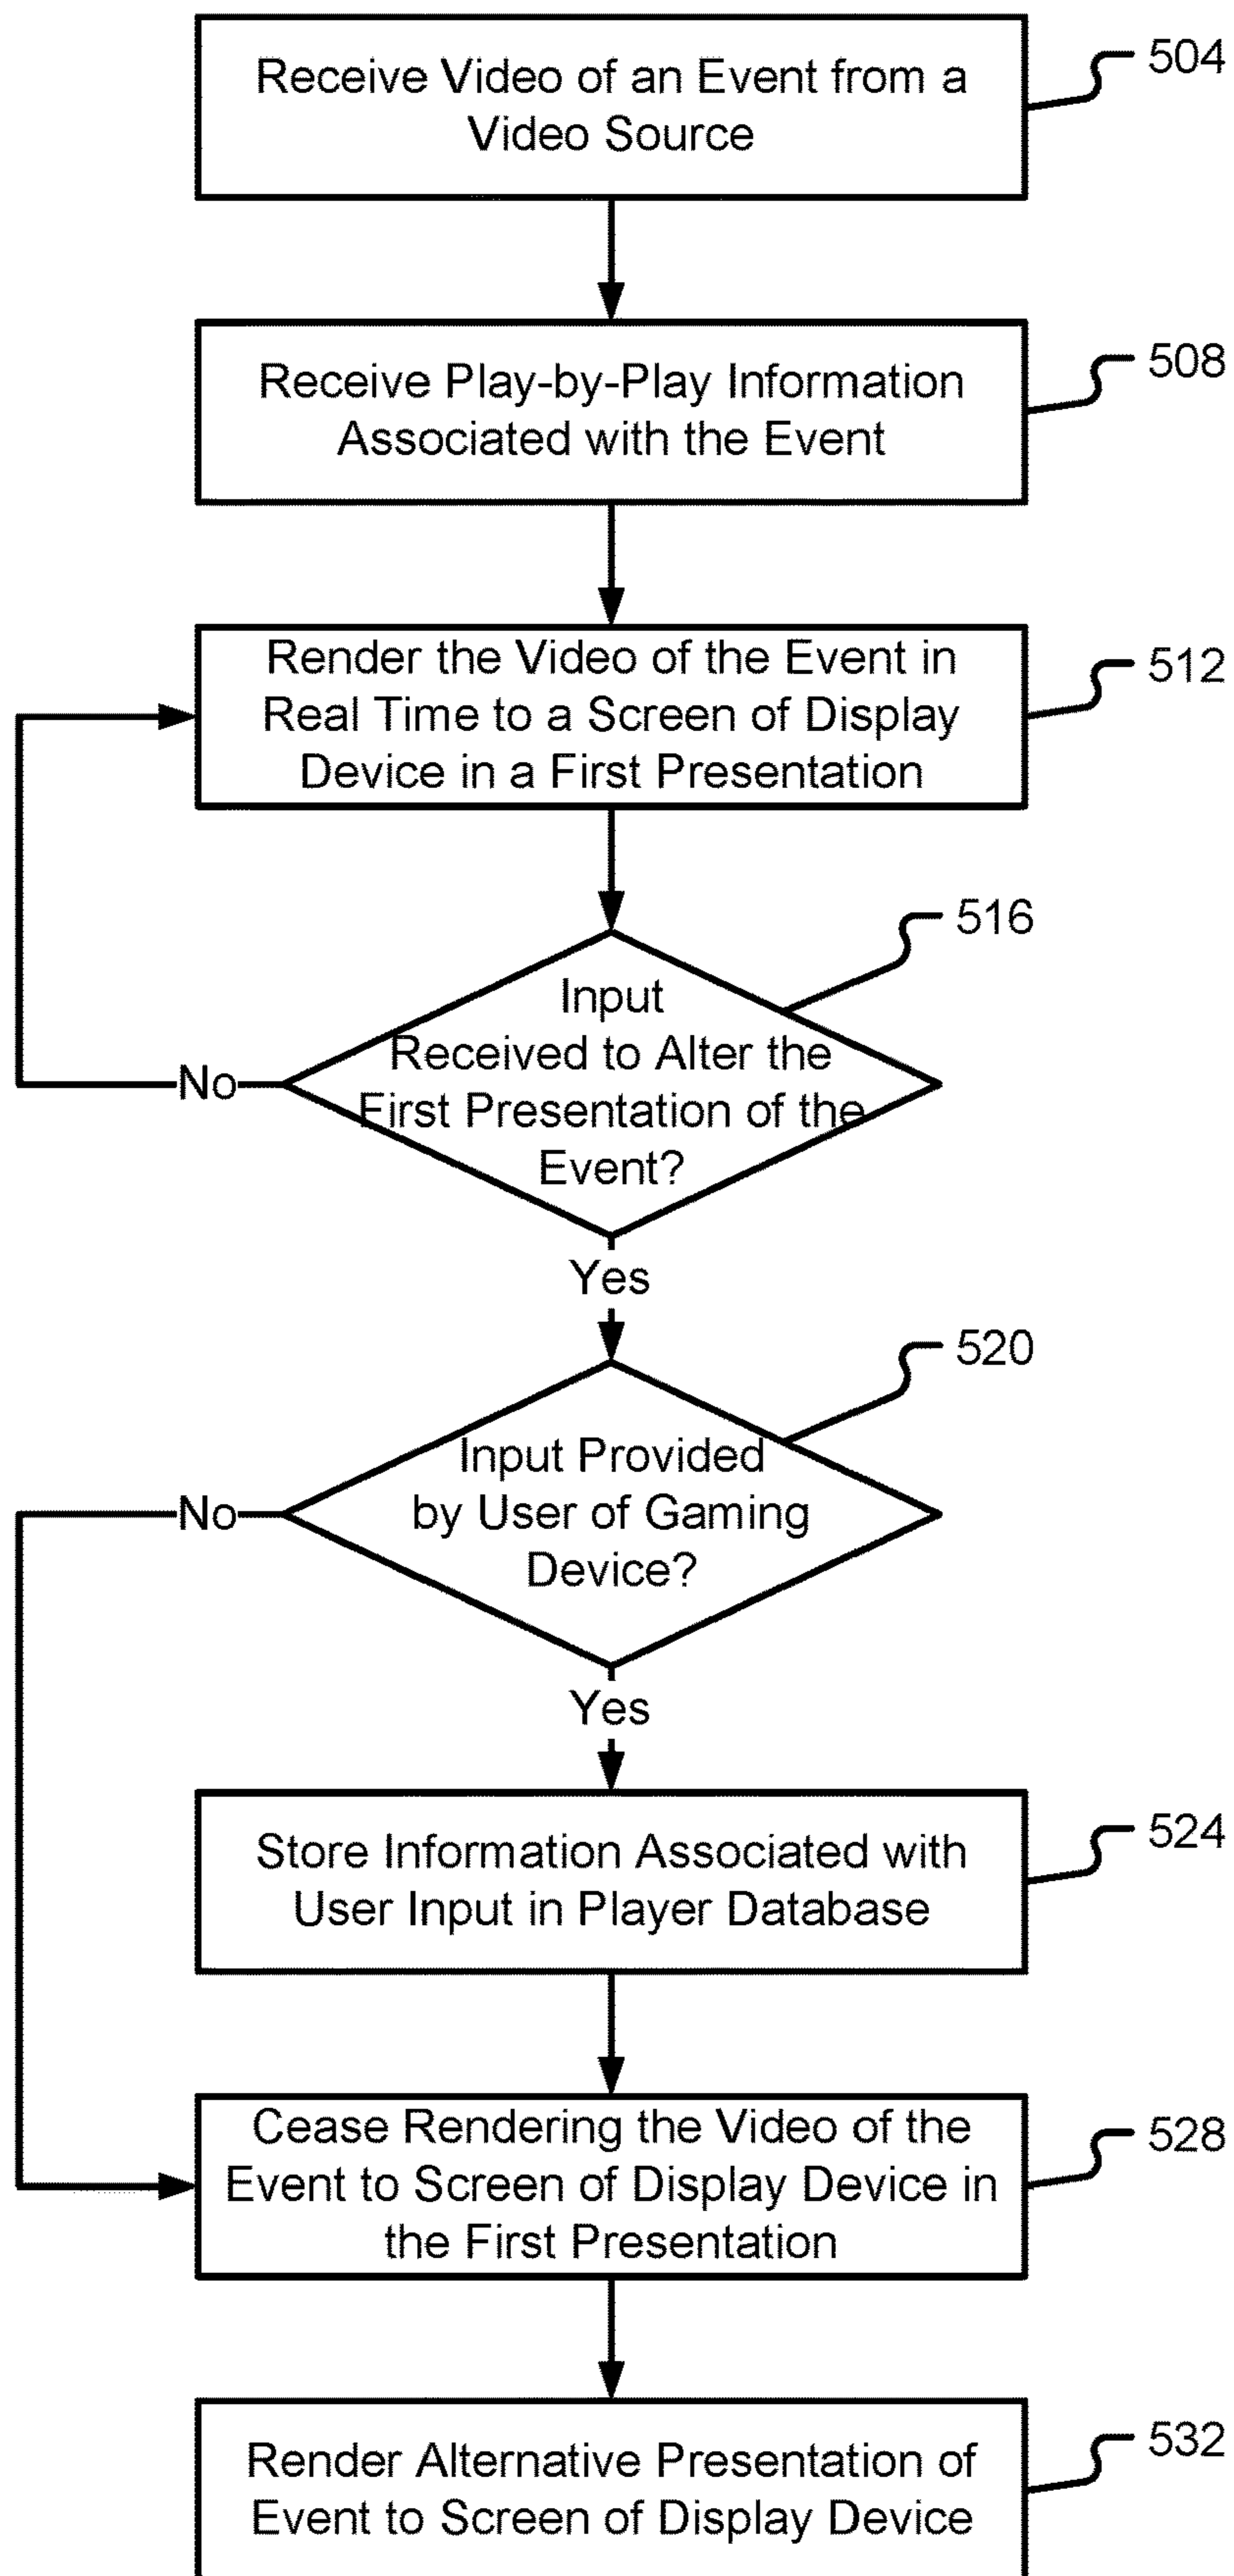 Receive Video of an Event from a
Video Source
504
Receive Play-by-Play Information
Associated with the Event
508
Render the Video of the Event in
Real Time to a Screen of Display
Device in a First Presentation
512
516
Input
Received to Alter the
First Presentation of the
Event?
No
Yes
520
Input Provided
by User of Gaming
Device?
No
Yes
Store Information Associated with
User Input in Player Database
524
Cease Rendering the Video of the
Event to Screen of Display Device in
the First Presentation
528
Render Alternative Presentation of
Event to Screen of Display Device
532